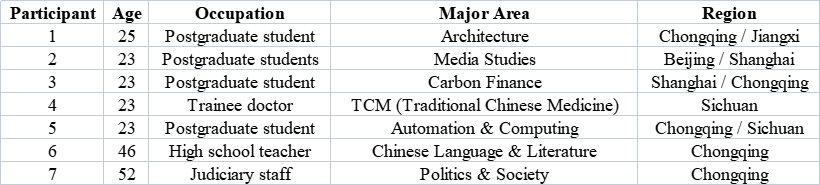 Participant Age Occupation Major Area Region
1 25 Postgraduate student Architecture Chongqing / Jiangxi
2 23 Postgraduate students Media Studies Beijing / Shanghai
3 23 Postgraduate student Carbon Finance Shanghai / Chongqing
4 23 Trainee doctor TCM (Traditional Chinese Medicine) Sichuan
5 23 Postgraduate student Automation & Computing Chongqing / Sichuan
6 46 High school teacher Chinese Language & Literature Chongqing
7 52 Judiciary staff Politics & Society Chongqing